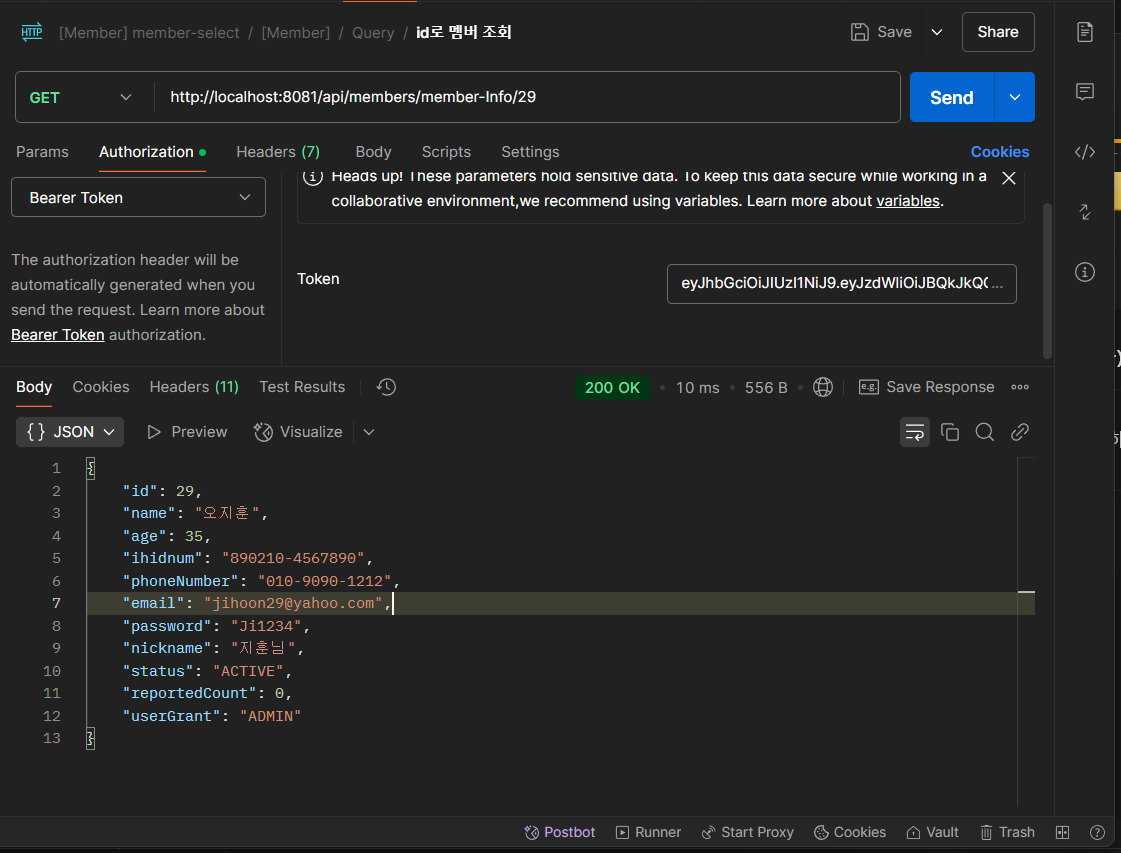 HTTP [Member] member-select / [Member] / Query / id로 멤버 조회 Save Share
GET http://localhost:8081/api/members/member-Info/29 Send
Params Authorization Headers (7) Body Scripts Settings Cookies
Bearer Token
Heads up! These parameters hold sensitive data. To keep this data secure while working in a
collaborative environment,we recommend using variables. Learn more about variables.
The authorization header will be
automatically generated when you
send the request. Learn more about
Bearer Token authorization.
Token eyJhbGciOiJIUzI1NiJ9.eyJzdWIiOiJBQkJkQ( ...
Body Cookies Headers (11) Test Results 200 OK • 10 ms • 556 B • e.g. Save Response
{} JSON Preview Visualize
1 {
2 "id": 29,
3 "name": "오지훈",
4 "age": 35,
5 "ihidnum": "890210-4567890",
6 "phoneNumber": "010-9090-1212",
7 "email": "jihoon29@yahoo.com",
8 "password": "Ji1234",
9 "nickname": "지훈님",
10 "status": "ACTIVE",
11 "reportedCount": 0,
12 "userGrant": "ADMIN"
13 }
Postbot Runner Start Proxy Cookies Vault Trash